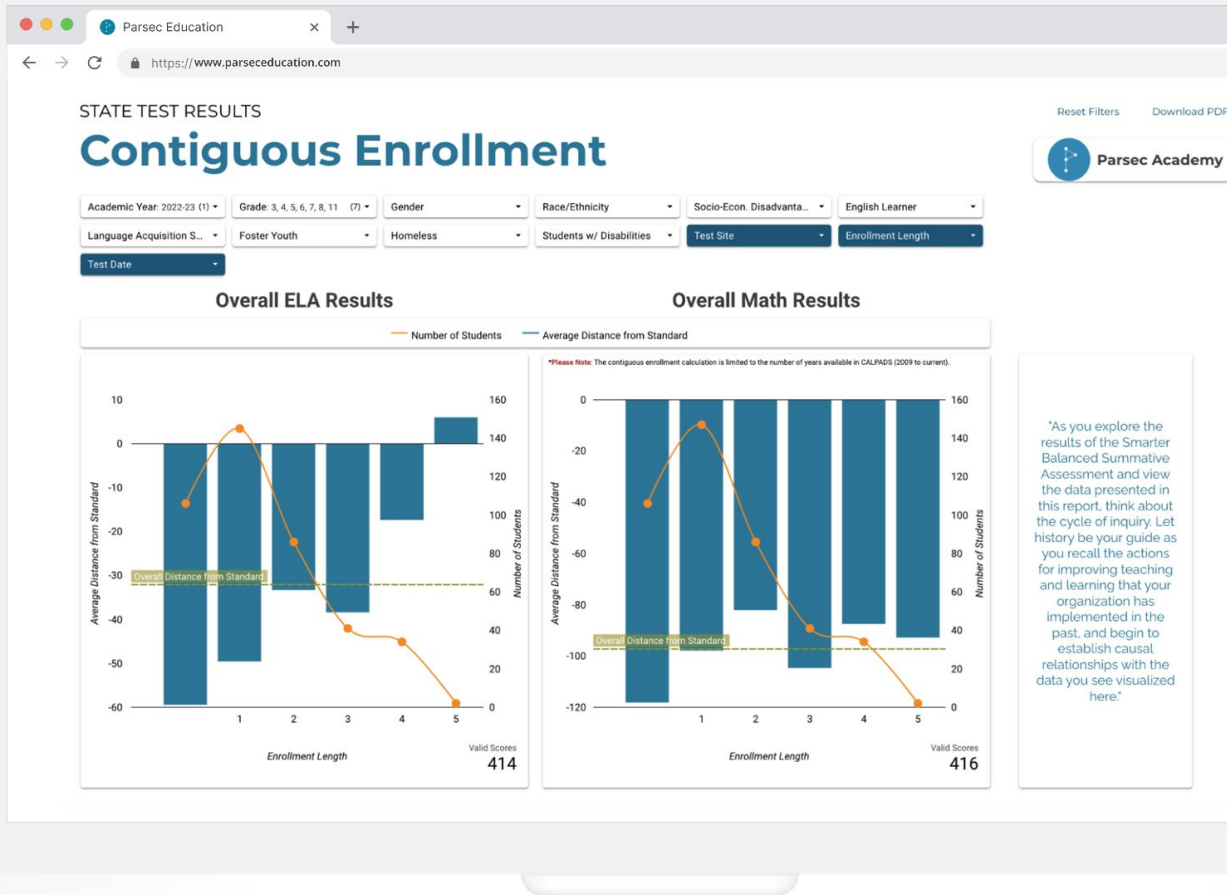 Parsec Education
https://www.parseceducation.com
STATE TEST RESULTS
Contiguous Enrollment
Reset Filters
Download PDF
Parsec Academy
Academic Year: 2022-23 (1)
Grade: 3, 4, 5, 6, 7, 8, 11 (7)
Gender
Race/Ethnicity
Socio-Econ. Disadvanta...
English Learner
Language Acquisition S...
Foster Youth
Homeless
Students w/ Disabilities
Test Site
Enrollment Length
Test Date
Overall ELA Results
Overall Math Results
Number of Students
Average Distance from Standard
10
0
-10
-20
-30
-40
-50
-60
Average Distance from Standard
Overall Distance from Standard
160
140
120
100
80
60
40
20
0
Number of Students
1
2
3
4
5
Enrollment Length
Valid Scores
414
*Please Note: The contiguous enrollment calculation is limited to the number of years available in CALPADS (2009 to current).
0
-20
-40
-60
-80
-100
-120
Average Distance from Standard
Overall Distance from Standard
160
140
120
100
80
60
40
20
0
Number of Students
1
2
3
4
5
Enrollment Length
Valid Scores
416
"As you explore the
results of the Smarter
Balanced Summative
Assessment and view
the data presented in
this report, think about
the cycle of inquiry. Let
history be your guide as
you recall the actions
for improving teaching
and learning that your
organization has
implemented in the
past, and begin to
establish causal
relationships with the
data you see visualized
here."